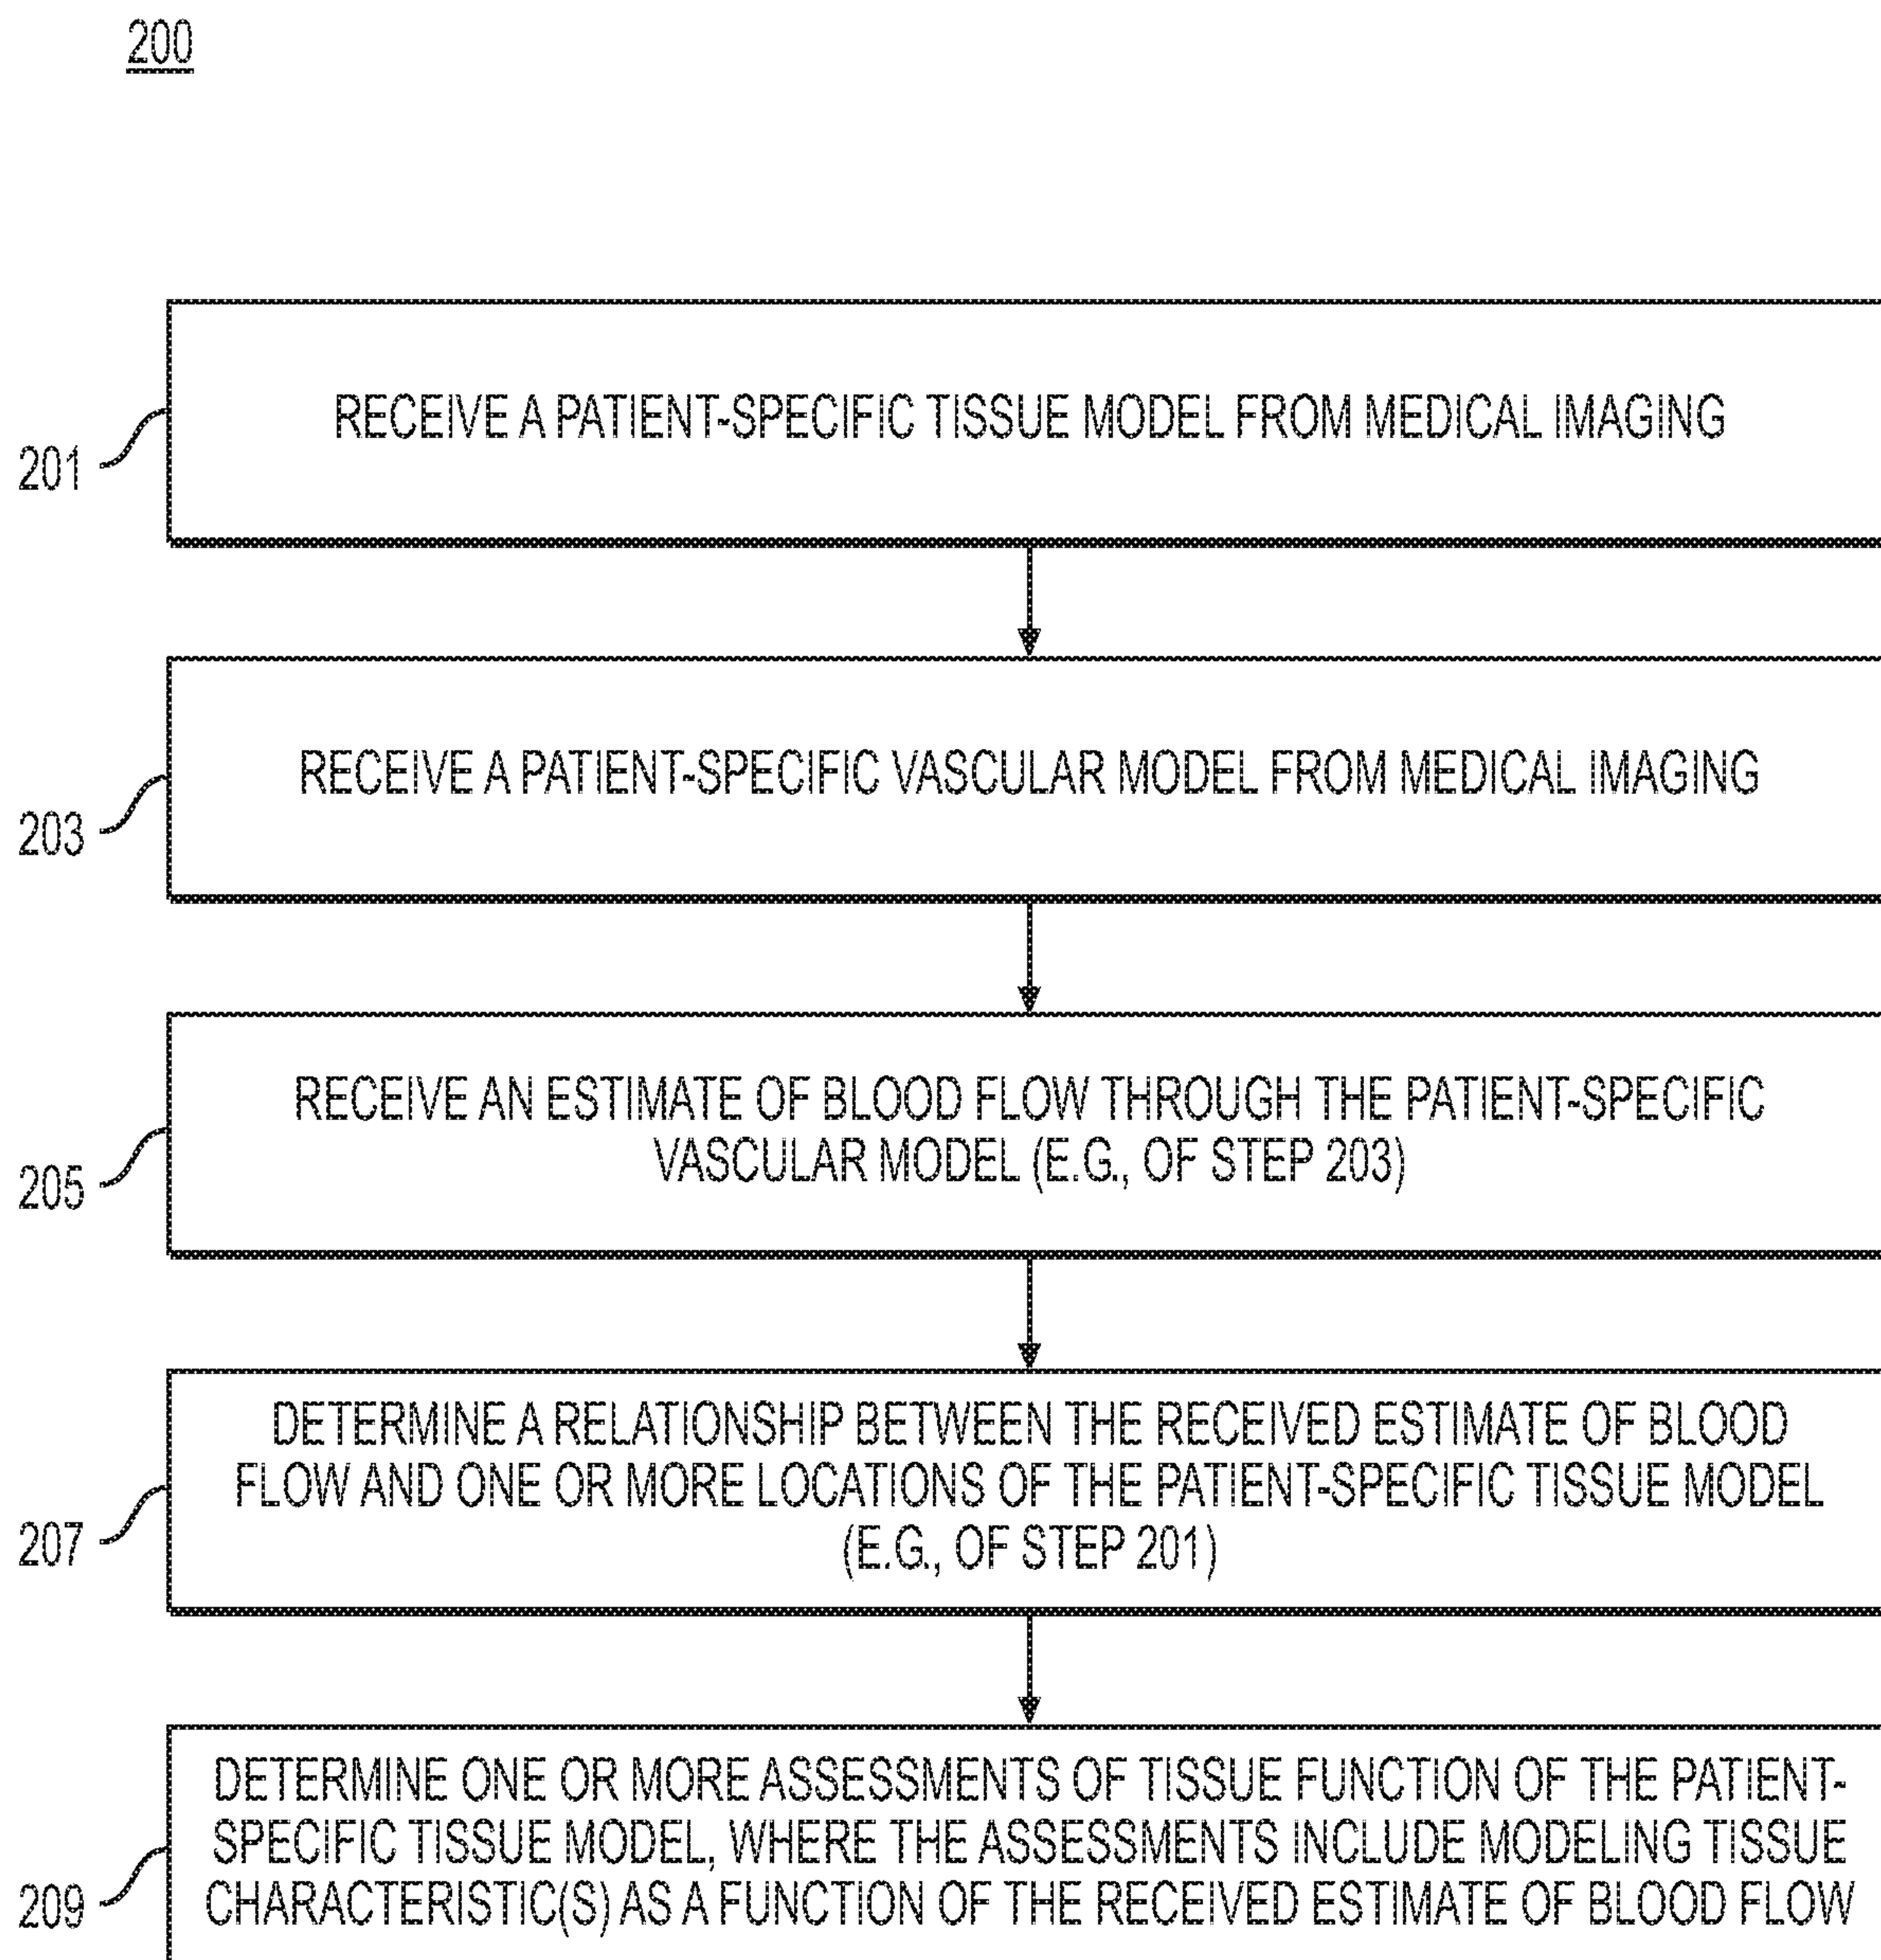 200
RECEIVE A PATIENT-SPECIFIC TISSUE MODEL FROM MEDICAL IMAGING
201
RECEIVE A PATIENT-SPECIFIC VASCULAR MODEL FROM MEDICAL IMAGING
203
RECEIVE AN ESTIMATE OF BLOOD FLOW THROUGH THE PATIENT-SPECIFIC
VASCULAR MODEL (E.G., OF STEP 203)
205
DETERMINE A RELATIONSHIP BETWEEN THE RECEIVED ESTIMATE OF BLOOD
FLOW AND ONE OR MORE LOCATIONS OF THE PATIENT-SPECIFIC TISSUE MODEL
(E.G., OF STEP 201)
207
DETERMINE ONE OR MORE ASSESSMENTS OF TISSUE FUNCTION OF THE PATIENT-
SPECIFIC TISSUE MODEL, WHERE THE ASSESSMENTS INCLUDE MODELING TISSUE
CHARACTERISTIC(S) AS A FUNCTION OF THE RECEIVED ESTIMATE OF BLOOD FLOW
209